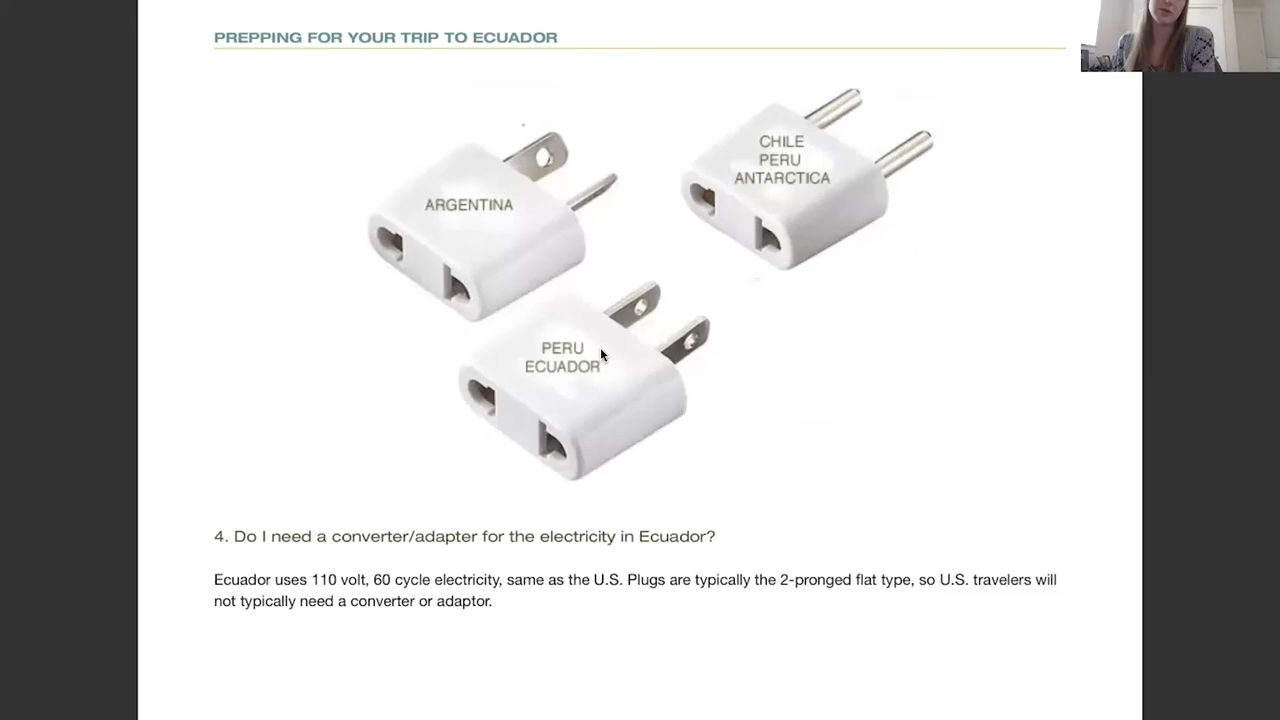 PREPPING FOR YOUR TRIP TO ECUADOR
CHILE
PERU
ANTARCTICA
ARGENTINA
PERU
ECUADOR
4. Do I need a converter/adapter for the electricity in Ecuador?
Ecuador uses 110 volt, 60 cycle electricity, same as the U.S. Plugs are typically the 2-pronged flat type, so U.S. travelers will
not typically need a converter or adaptor.